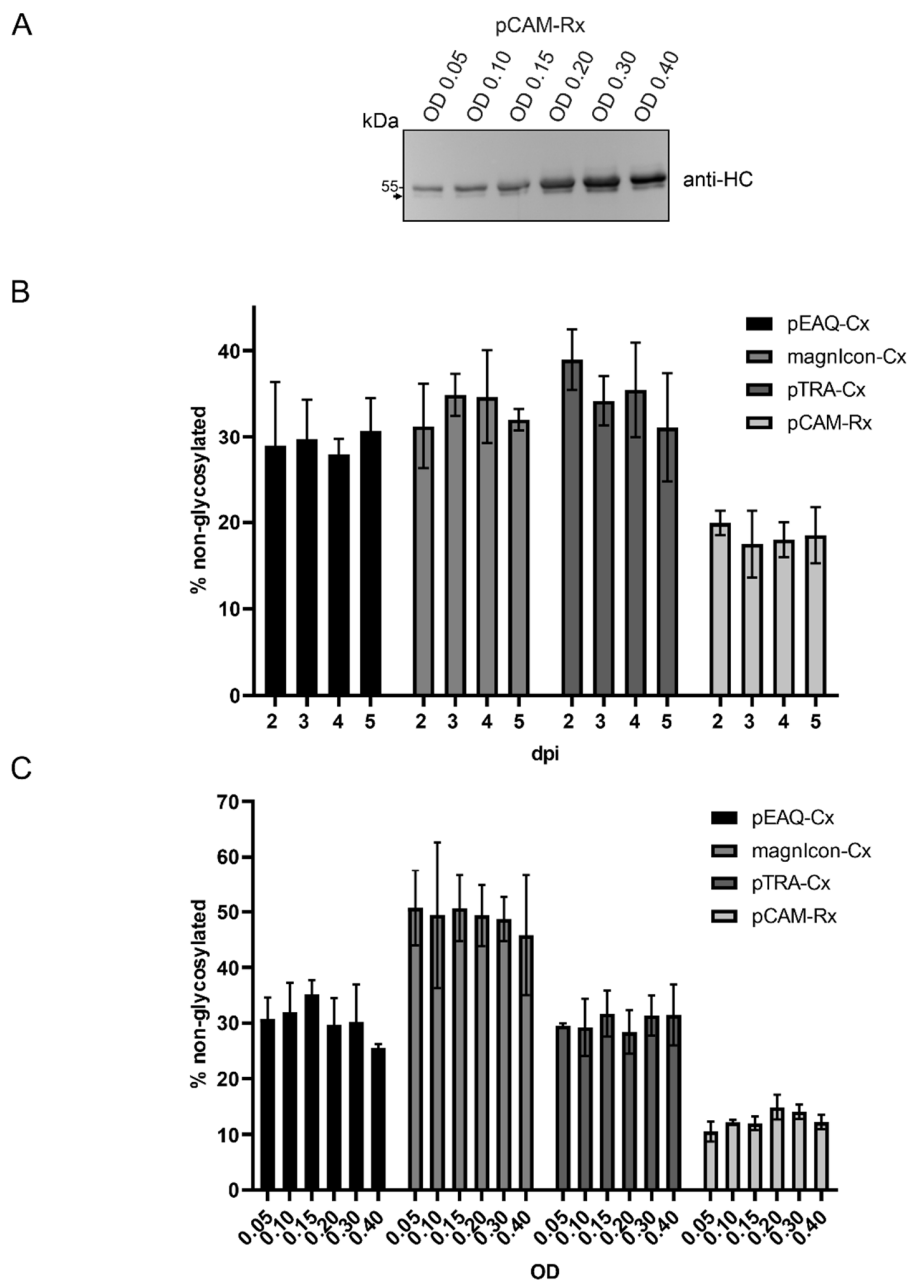 A
pCAM-Rx
OD 0.05 OD 0.10 OD 0.15 OD 0.20 OD 0.30 OD 0.40
kDa
55-
anti-HC
B
% non-glycosylated
40
30
20
10
0
pEAQ-Cx
magnIcon-Cx
pTRA-Cx
pCAM-Rx
2 3 4 5 2 3 4 5 2 3 4 5 2 3 4 5
dpi
C
% non-glycosylated
70
60
50
40
30
20
10
0
pEAQ-Cx
magnIcon-Cx
pTRA-Cx
pCAM-Rx
0.05 0.10 0.15 0.20 0.30 0.40 0.05 0.10 0.15 0.20 0.30 0.40 0.05 0.10 0.15 0.20 0.30 0.40 0.05 0.10 0.15 0.20 0.30 0.40
OD